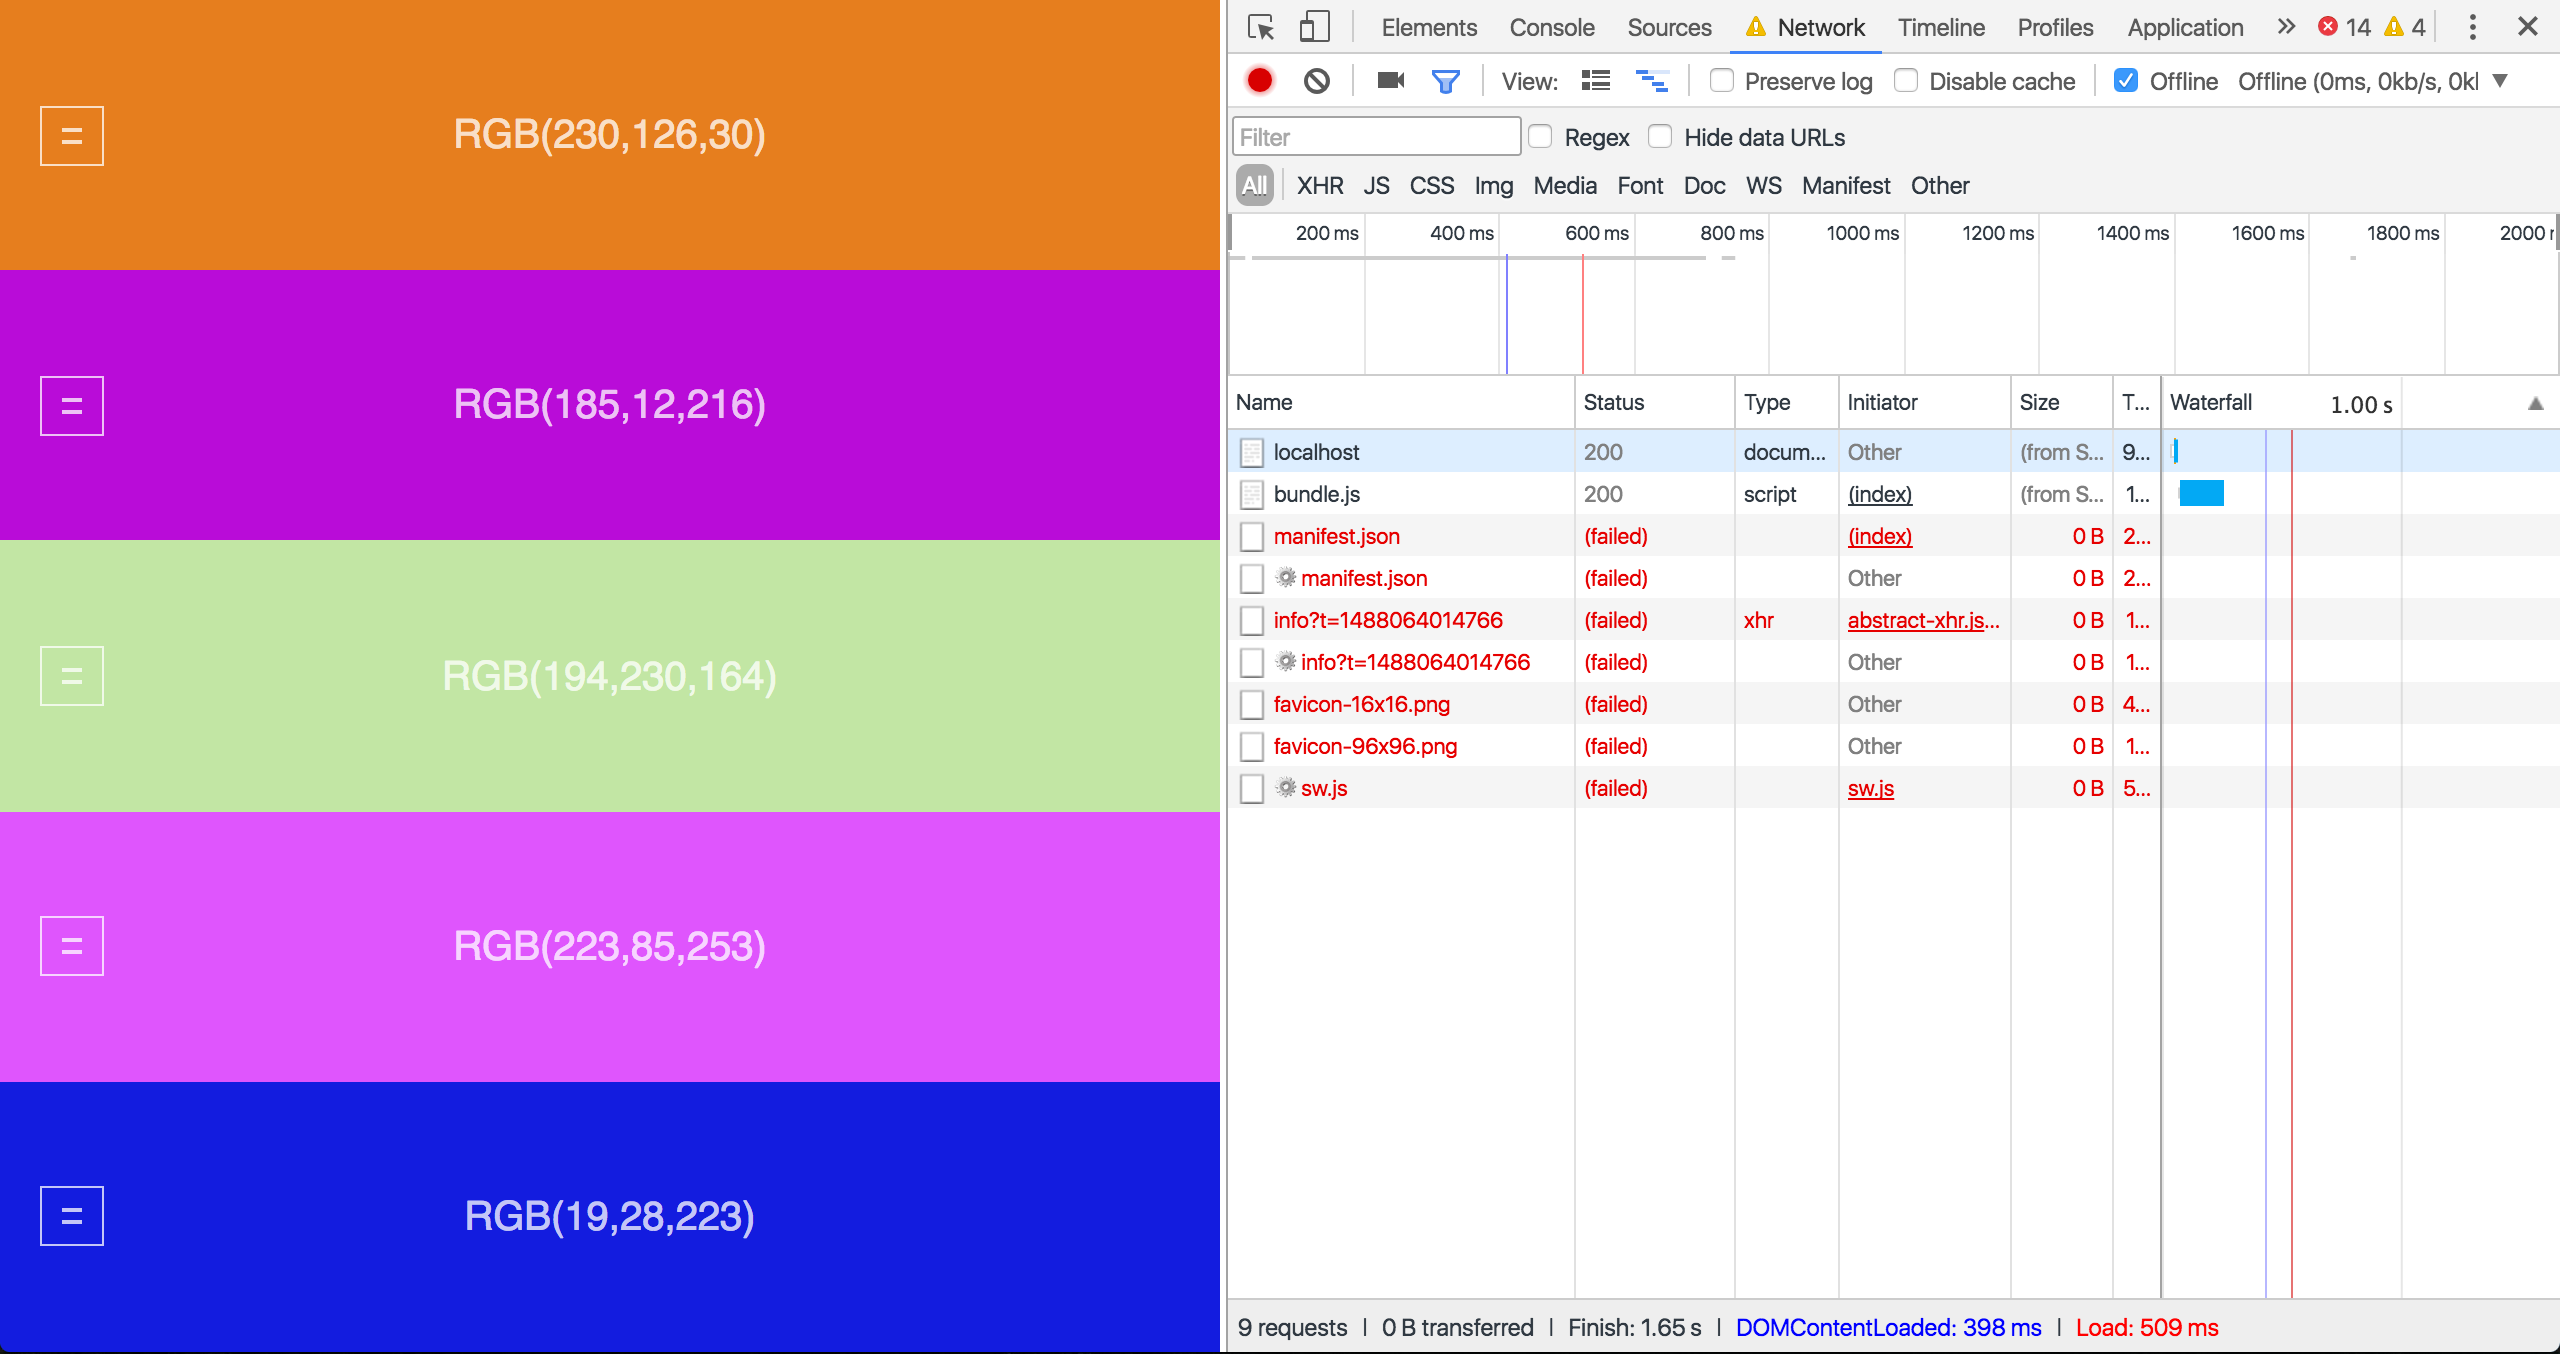 =
RGB(230,126,30)
=
RGB(185,12,216)
=
RGB(194,230,164)
=
RGB(223,85,253)
=
RGB(19,28,223)
Elements Console Sources Network Timeline Profiles Application » 14 4
View: Preserve log Disable cache Offline Offline (0ms, 0kb/s, 0kl
Filter Regex Hide data URLs
All XHR JS CSS Img Media Font Doc WS Manifest Other
200 ms 400 ms 600 ms 800 ms 1000 ms 1200 ms 1400 ms 1600 ms 1800 ms 2000 r
Name Status Type Initiator Size T... Waterfall 1.00 s
localhost 200 docum... Other (from S... 9...
bundle.js 200 script (index) (from S... 1...
manifest.json (failed) (index) 0 B 2...
manifest.json (failed) Other 0 B 2...
info?t=1488064014766 (failed) xhr abstract-xhr.js... 0 B 1...
info?t=1488064014766 (failed) Other 0 B 1...
favicon-16x16.png (failed) Other 0 B 4...
favicon-96x96.png (failed) Other 0 B 1...
sw.js (failed) sw.js 0 B 5...
9 requests | 0 B transferred | Finish: 1.65 s | DOMContentLoaded: 398 ms | Load: 509 ms